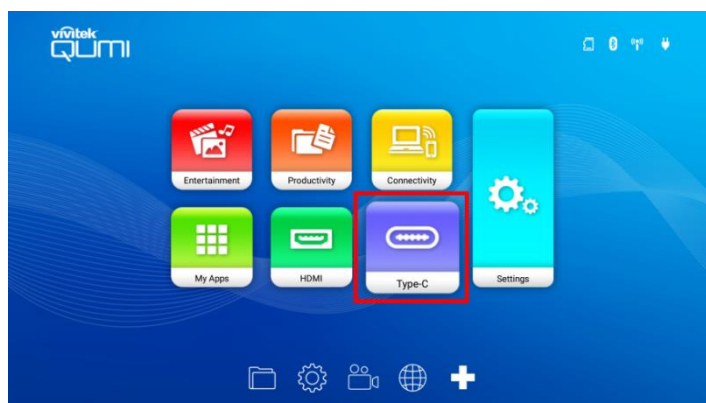 vivitek
QUMI
Entertainment
Productivity
Connectivity
My Apps
HDMI
Type-C
Settings